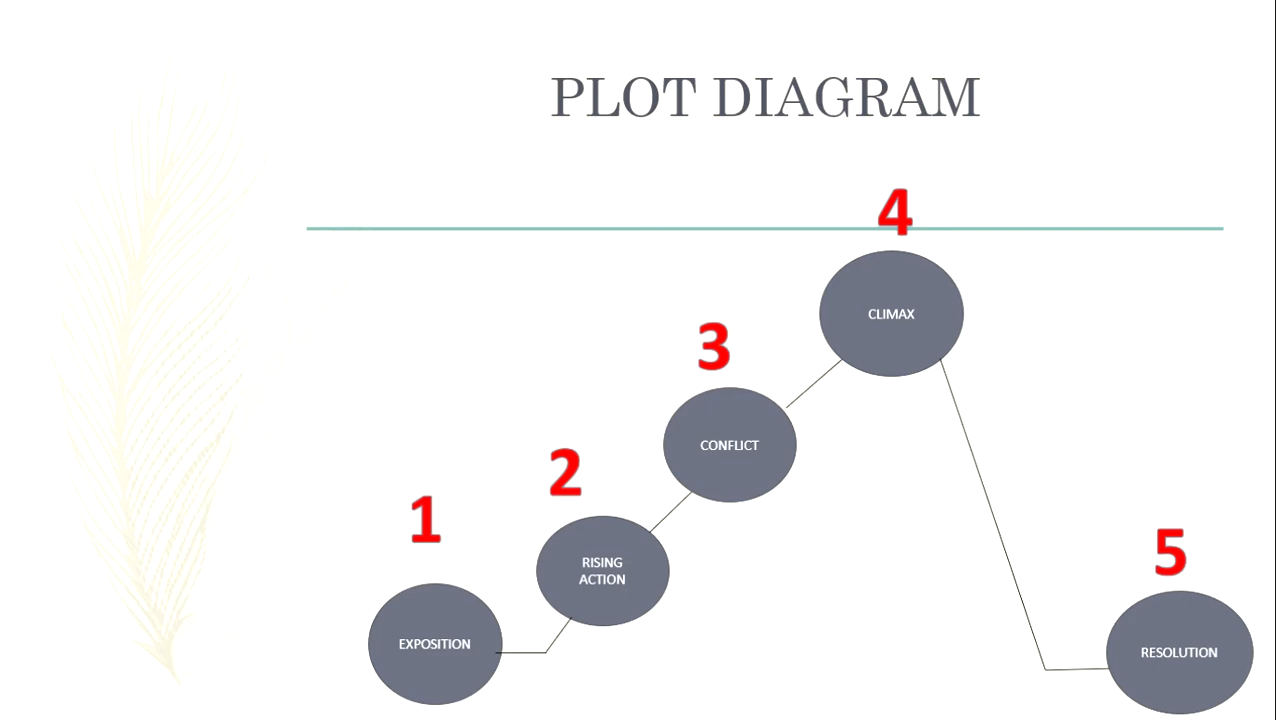 PLOT DIAGRAM
4
CLIMAX
3
CONFLICT
2
RISING
ACTION
1
EXPOSITION
5
RESOLUTION